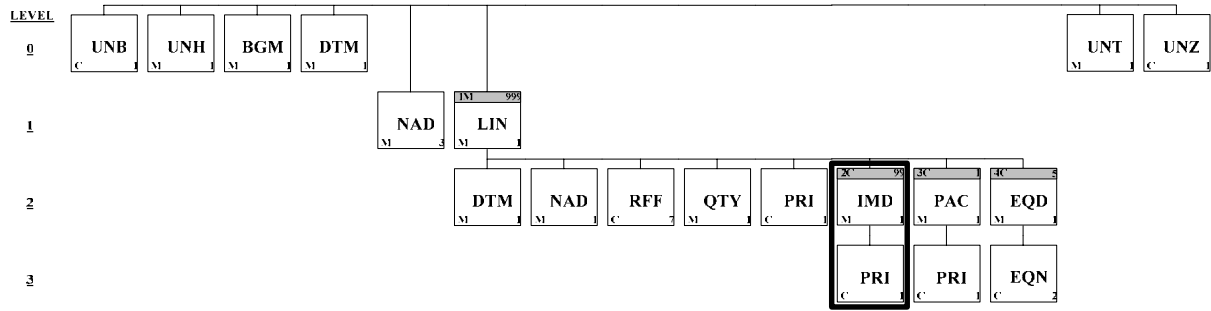 LEVEL
0 UNB UNH BGM DTM UNT UNZ
C 1 M 1 M 1 M 1 M 1 C 1
1M 999
1 NAD LIN
M 3 M 1
2C 99 3C 1 4C 5
2 DTM NAD RFF QTY PRI IMD PAC EQD
M 1 M 1 C 7 M 1 C 1 M 1 M 1 M 1
3 PRI PRI EQN
C 1 C 1 C 2